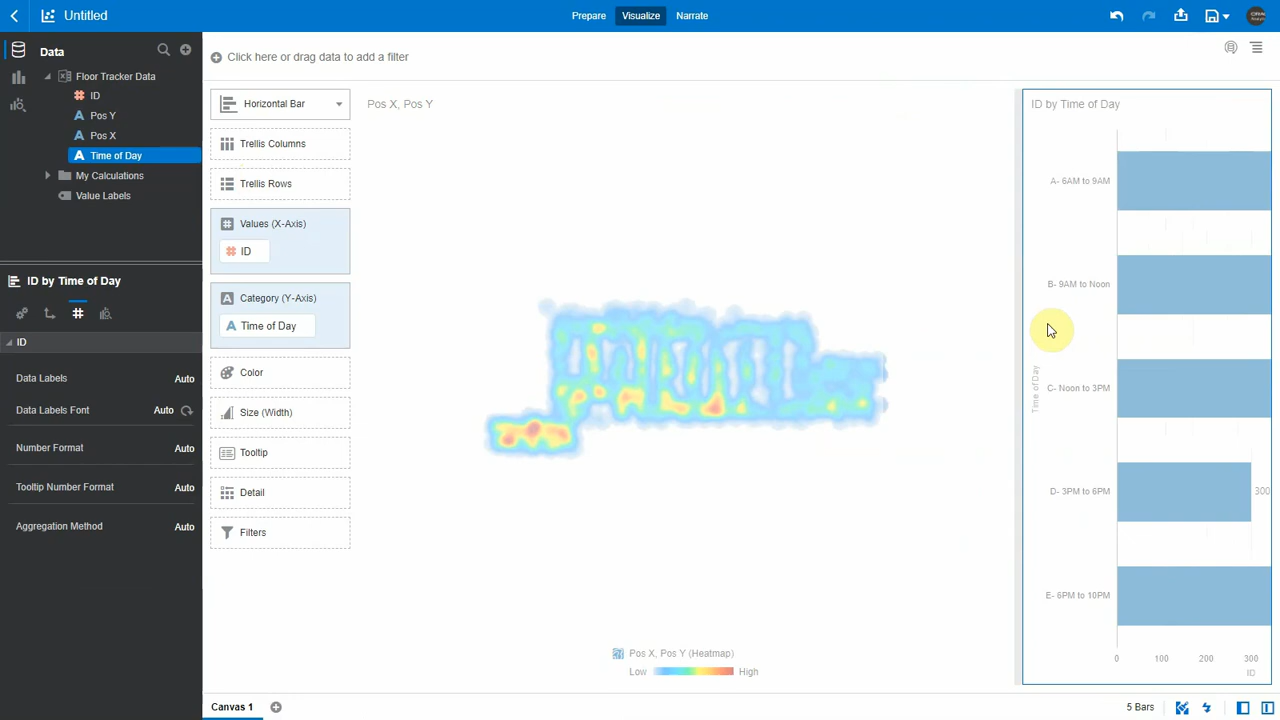 Untitled
Prepare
Visualize
Narrate
Data
Floor Tracker Data
ID
Pos Y
Pos X
Time of Day
My Calculations
Value Labels
ID by Time of Day
ID
Data Labels Auto
Data Labels Font Auto
Number Format Auto
Tooltip Number Format Auto
Aggregation Method Auto
Click here or drag data to add a filter
Horizontal Bar
Trellis Columns
Trellis Rows
Values (X-Axis)
ID
Category (Y-Axis)
Time of Day
Color
Size (Width)
Tooltip
Detail
Filters
Pos X, Pos Y
Pos X, Pos Y (Heatmap)
Low High
ID by Time of Day
Time of Day
A- 6AM to 9AM
B- 9AM to Noon
C- Noon to 3PM
D- 3PM to 6PM
300
E- 6PM to 10PM
0 100 200 300
ID
Canvas 1
5 Bars